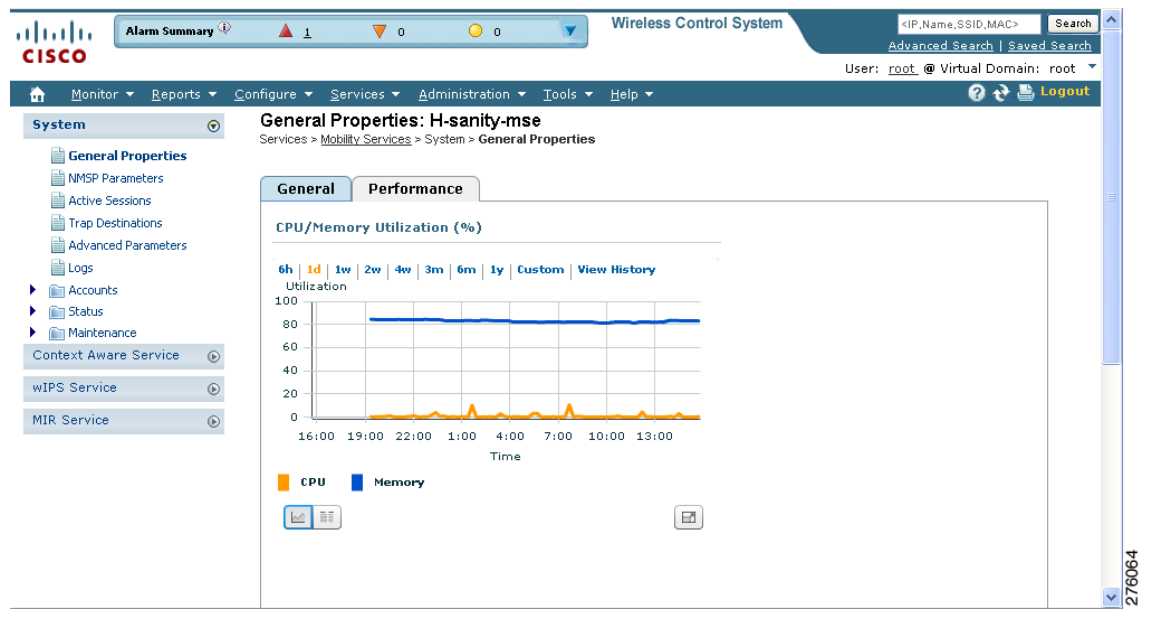 Alarm Summary 1 0 0
Wireless Control System
<IP,Name,SSID,MAC> Search
Advanced Search | Saved Search
CISCO
User: root @ Virtual Domain: root
Monitor Reports Configure Services Administration Tools Help Logout
System
General Properties
NMSP Parameters
Active Sessions
Trap Destinations
Advanced Parameters
Logs
Accounts
Status
Maintenance
Context Aware Service
wIPS Service
MIR Service
General Properties: H-sanity-mse
Services > Mobility Services > System > General Properties
General Performance
CPU/Memory Utilization (%)
6h | 1d | 1w | 2w | 4w | 3m | 6m | 1y | Custom | View History
Utilization
100
80
60
40
20
0
16:00 19:00 22:00 1:00 4:00 7:00 10:00 13:00
Time
CPU Memory
276064